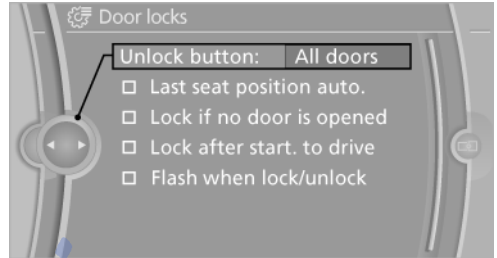 Door locks
Unlock button: All doors
Last seat position auto.
Lock if no door is opened
Lock after start. to drive
Flash when lock/unlock